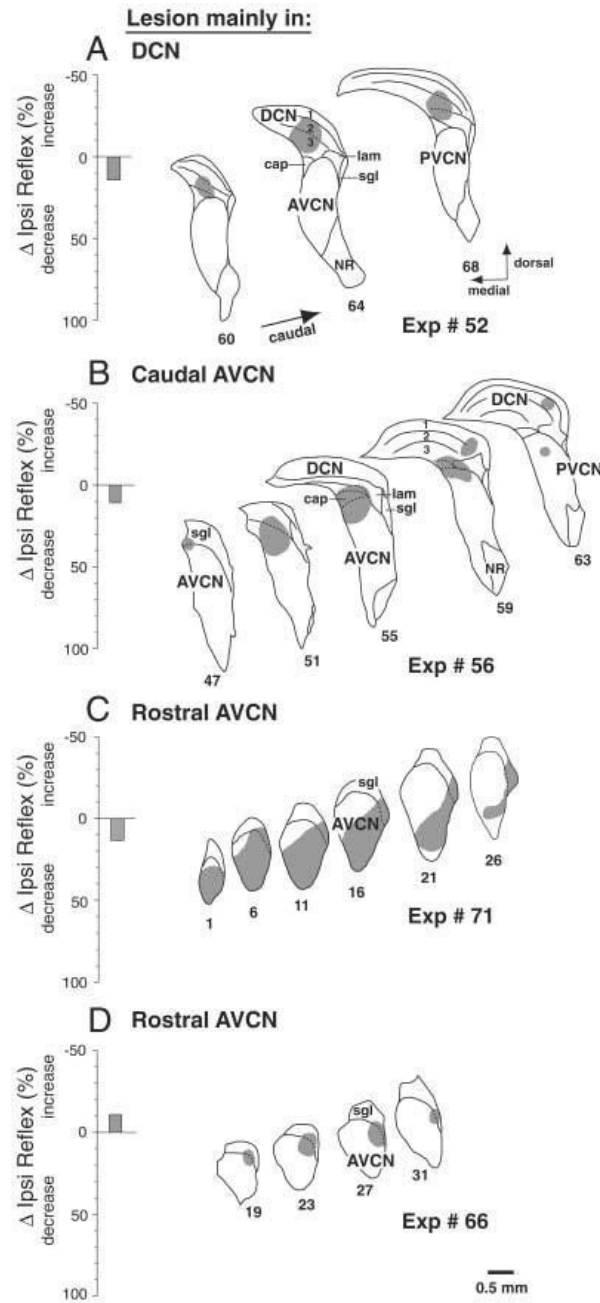 Lesion mainly in:
A DCN
Δ Ipsi Reflex (%)
decrease increase
-50
0
50
100
DCN
1
2
3
cap
lam
sgl
AVCN
NR
PVCN
60
64
68
caudal
dorsal
medial
Exp # 52
B Caudal AVCN
Δ Ipsi Reflex (%)
decrease increase
-50
0
50
100
sgl
AVCN
DCN
cap
lam
sgl
AVCN
1
2
3
NR
DCN
PVCN
47
51
55
59
63
Exp # 56
C Rostral AVCN
Δ Ipsi Reflex (%)
decrease increase
-50
0
50
100
sgl
AVCN
1
6
11
16
21
26
Exp # 71
D Rostral AVCN
Δ Ipsi Reflex (%)
decrease increase
-50
0
50
100
sgl
AVCN
19
23
27
31
Exp # 66
0.5 mm